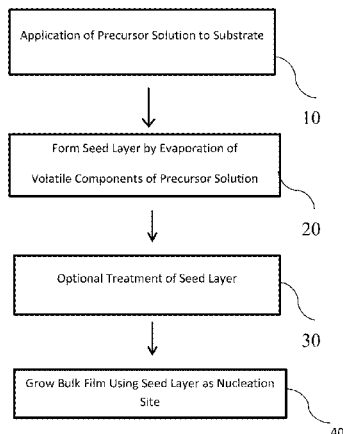 Application of Precursor Solution to Substrate
10
Form Seed Layer by Evaporation of
Volatile Components of Precursor Solution
20
Optional Treatment of Seed Layer
30
Grow Bulk Film Using Seed Layer as Nucleation
Site
40